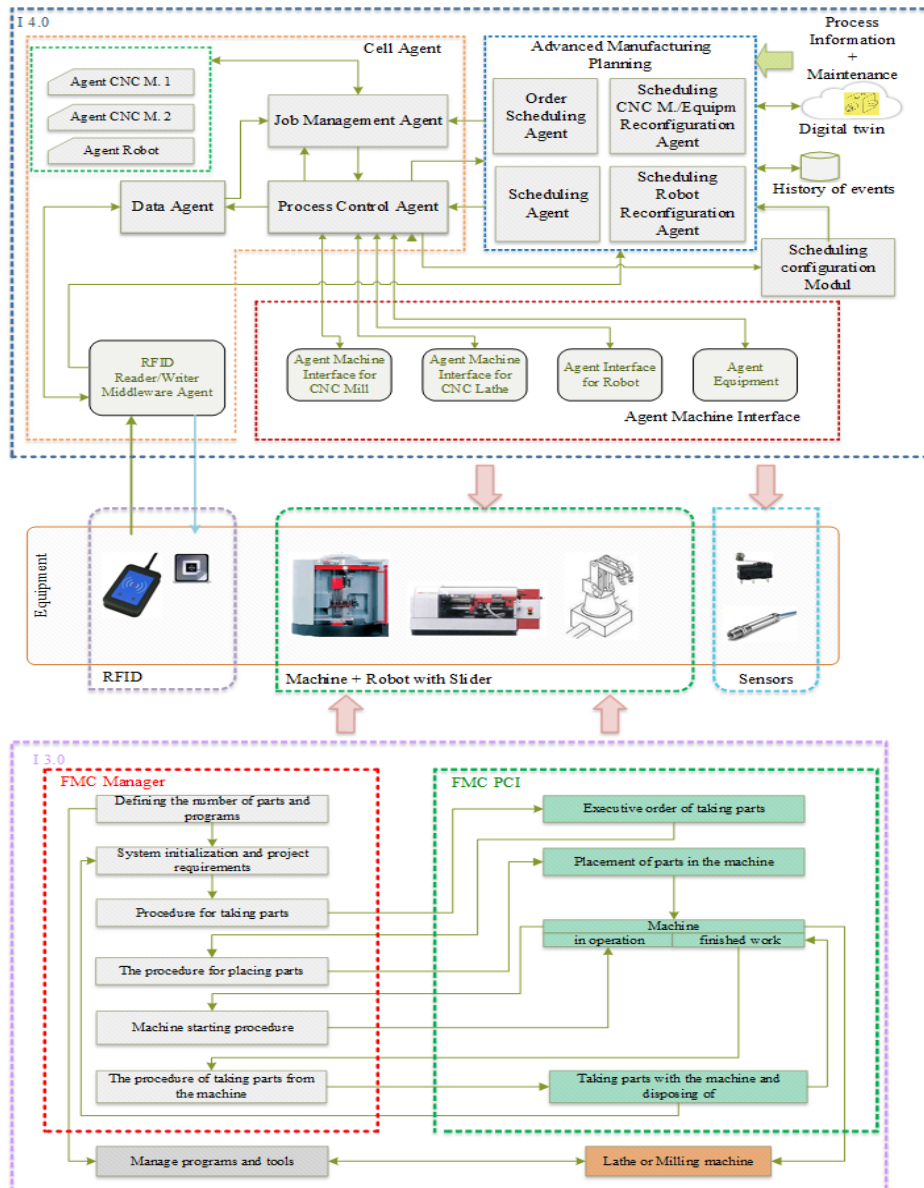 I 4.0
Cell Agent
Agent CNC M. 1
Agent CNC M. 2
Agent Robot
Job Management Agent
Data Agent
Process Control Agent
Advanced Manufacturing
Planning
Order
Scheduling
Agent
Scheduling
CNC M./Equipm
Reconfiguration
Agent
Scheduling
Agent
Scheduling
Robot
Reconfiguration
Agent
Process
Information
+
Maintenance
Digital twin
History of events
Scheduling
configuration
Modul
RFID
Reader/Writer
Middleware Agent
Agent Machine
Interface for
CNC Mill
Agent Machine
Interface for
CNC Lathe
Agent Interface
for Robot
Agent
Equipment
Agent Machine Interface
Equipment
RFID
Machine + Robot with Slider
Sensors
I 3.0
FMC Manager
Defining the number of parts and
programs
System initialization and project
requirements
Procedure for taking parts
The procedure for placing parts
Machine starting procedure
The procedure of taking parts from
the machine
Manage programs and tools
FMC PCI
Executive order of taking parts
Placement of parts in the machine
Machine
in operation
finished work
Taking parts with the machine and
disposing of
Lathe or Milling machine